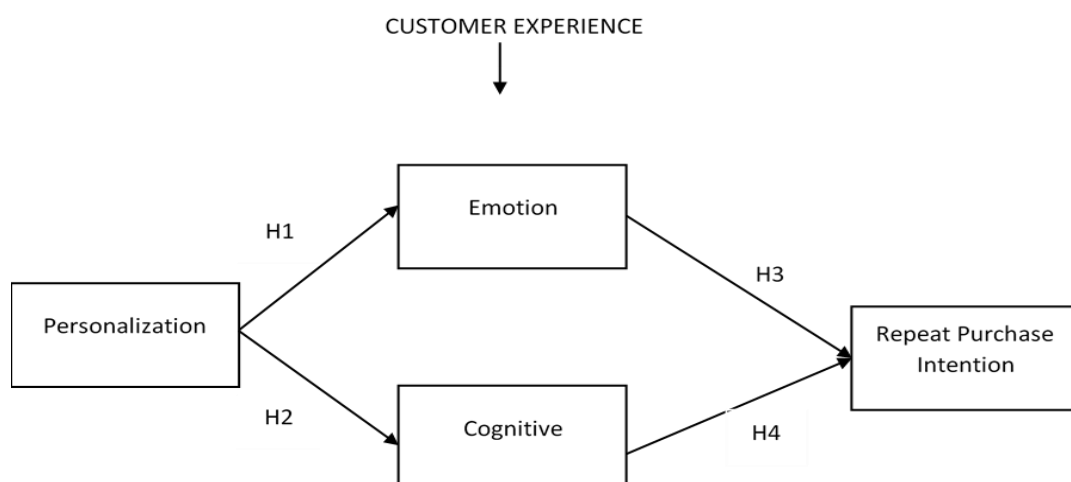 CUSTOMER EXPERIENCE
Emotion
H1
H3
Personalization
Repeat Purchase
Intention
H2
Cognitive
H4